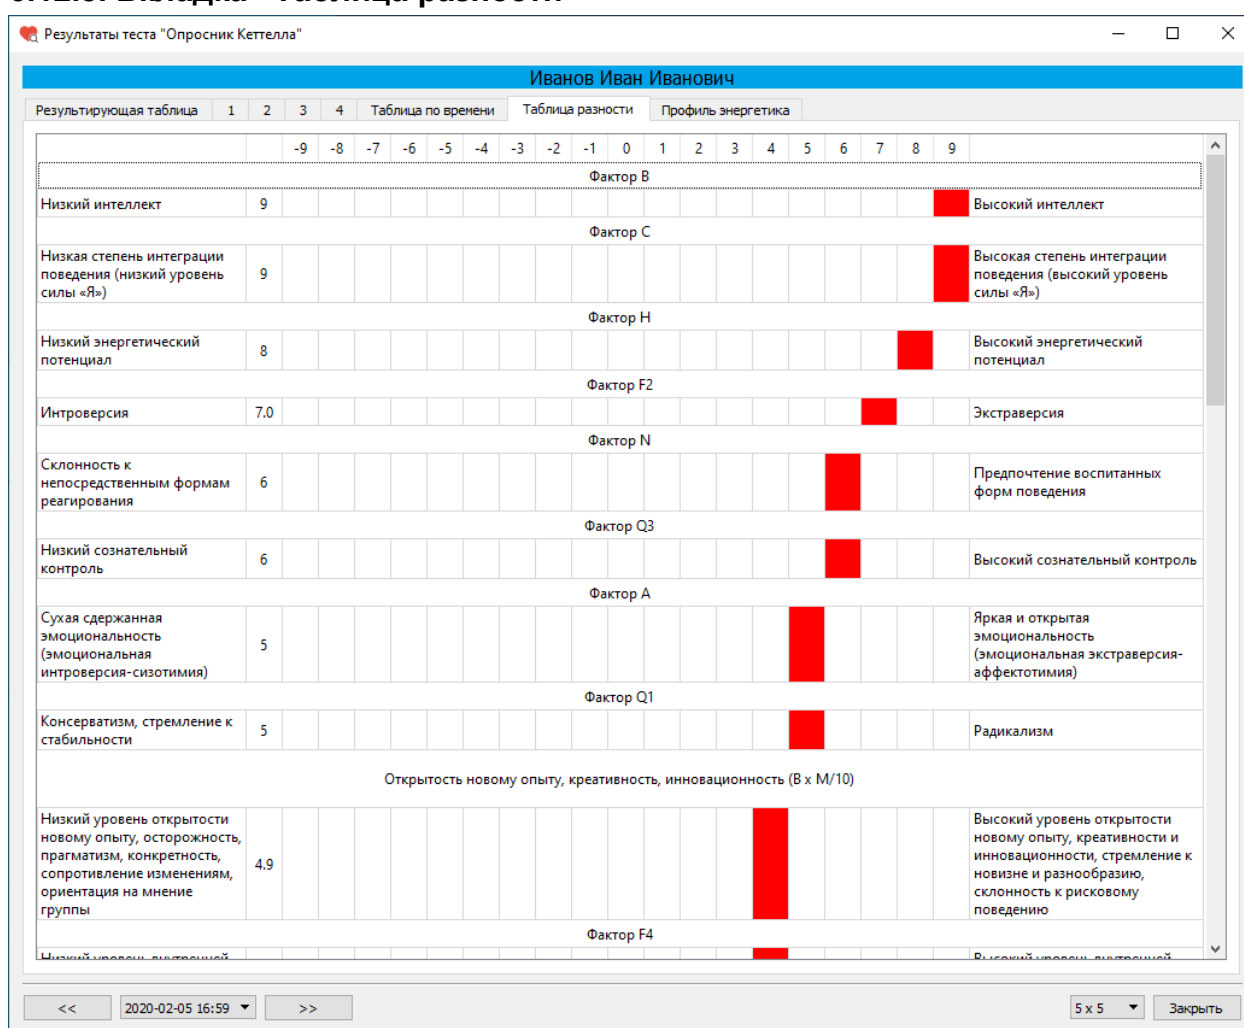 Результаты теста "Опросник Кеттелла"
Иванов Иван Иванович
Результирующая таблица 1 2 3 4 Таблица по времени Таблица разности Профиль энергетика
-9 -8 -7 -6 -5 -4 -3 -2 -1 0 1 2 3 4 5 6 7 8 9
Фактор B
Низкий интеллект 9 Высокий интеллект
Фактор C
Низкая степень интеграции
поведения (низкий уровень
силы «Я»)
9
Высокая степень интеграции
поведения (высокий уровень
силы «Я»)
Фактор H
Низкий энергетический
потенциал
8
Высокий энергетический
потенциал
Фактор F2
Интроверсия 7.0 Экстраверсия
Фактор N
Склонность к
непосредственным формам
реагирования
6
Предпочтение воспитанных
форм поведения
Фактор Q3
Низкий сознательный
контроль
6
Высокий сознательный контроль
Фактор A
Сухая сдержанная
эмоциональность
(эмоциональная
интроверсия-сизотимия)
5
Яркая и открытая
эмоциональность
(эмоциональная экстраверсия-
аффектотимия)
Фактор Q1
Консерватизм, стремление к
стабильности
5
Радикализм
Открытость новому опыту, креативность, инновационность (B x M/10)
Низкий уровень открытости
новому опыту, осторожность,
прагматизм, конкретность,
сопротивление изменениям,
ориентация на мнение
группы
4.9
Высокий уровень открытости
новому опыту, креативности и
инновационности, стремление к
новизне и разнообразию,
склонность к рисковому
поведению
Фактор F4
<< 2020-02-05 16:59 >> 5 x 5 Закрыть